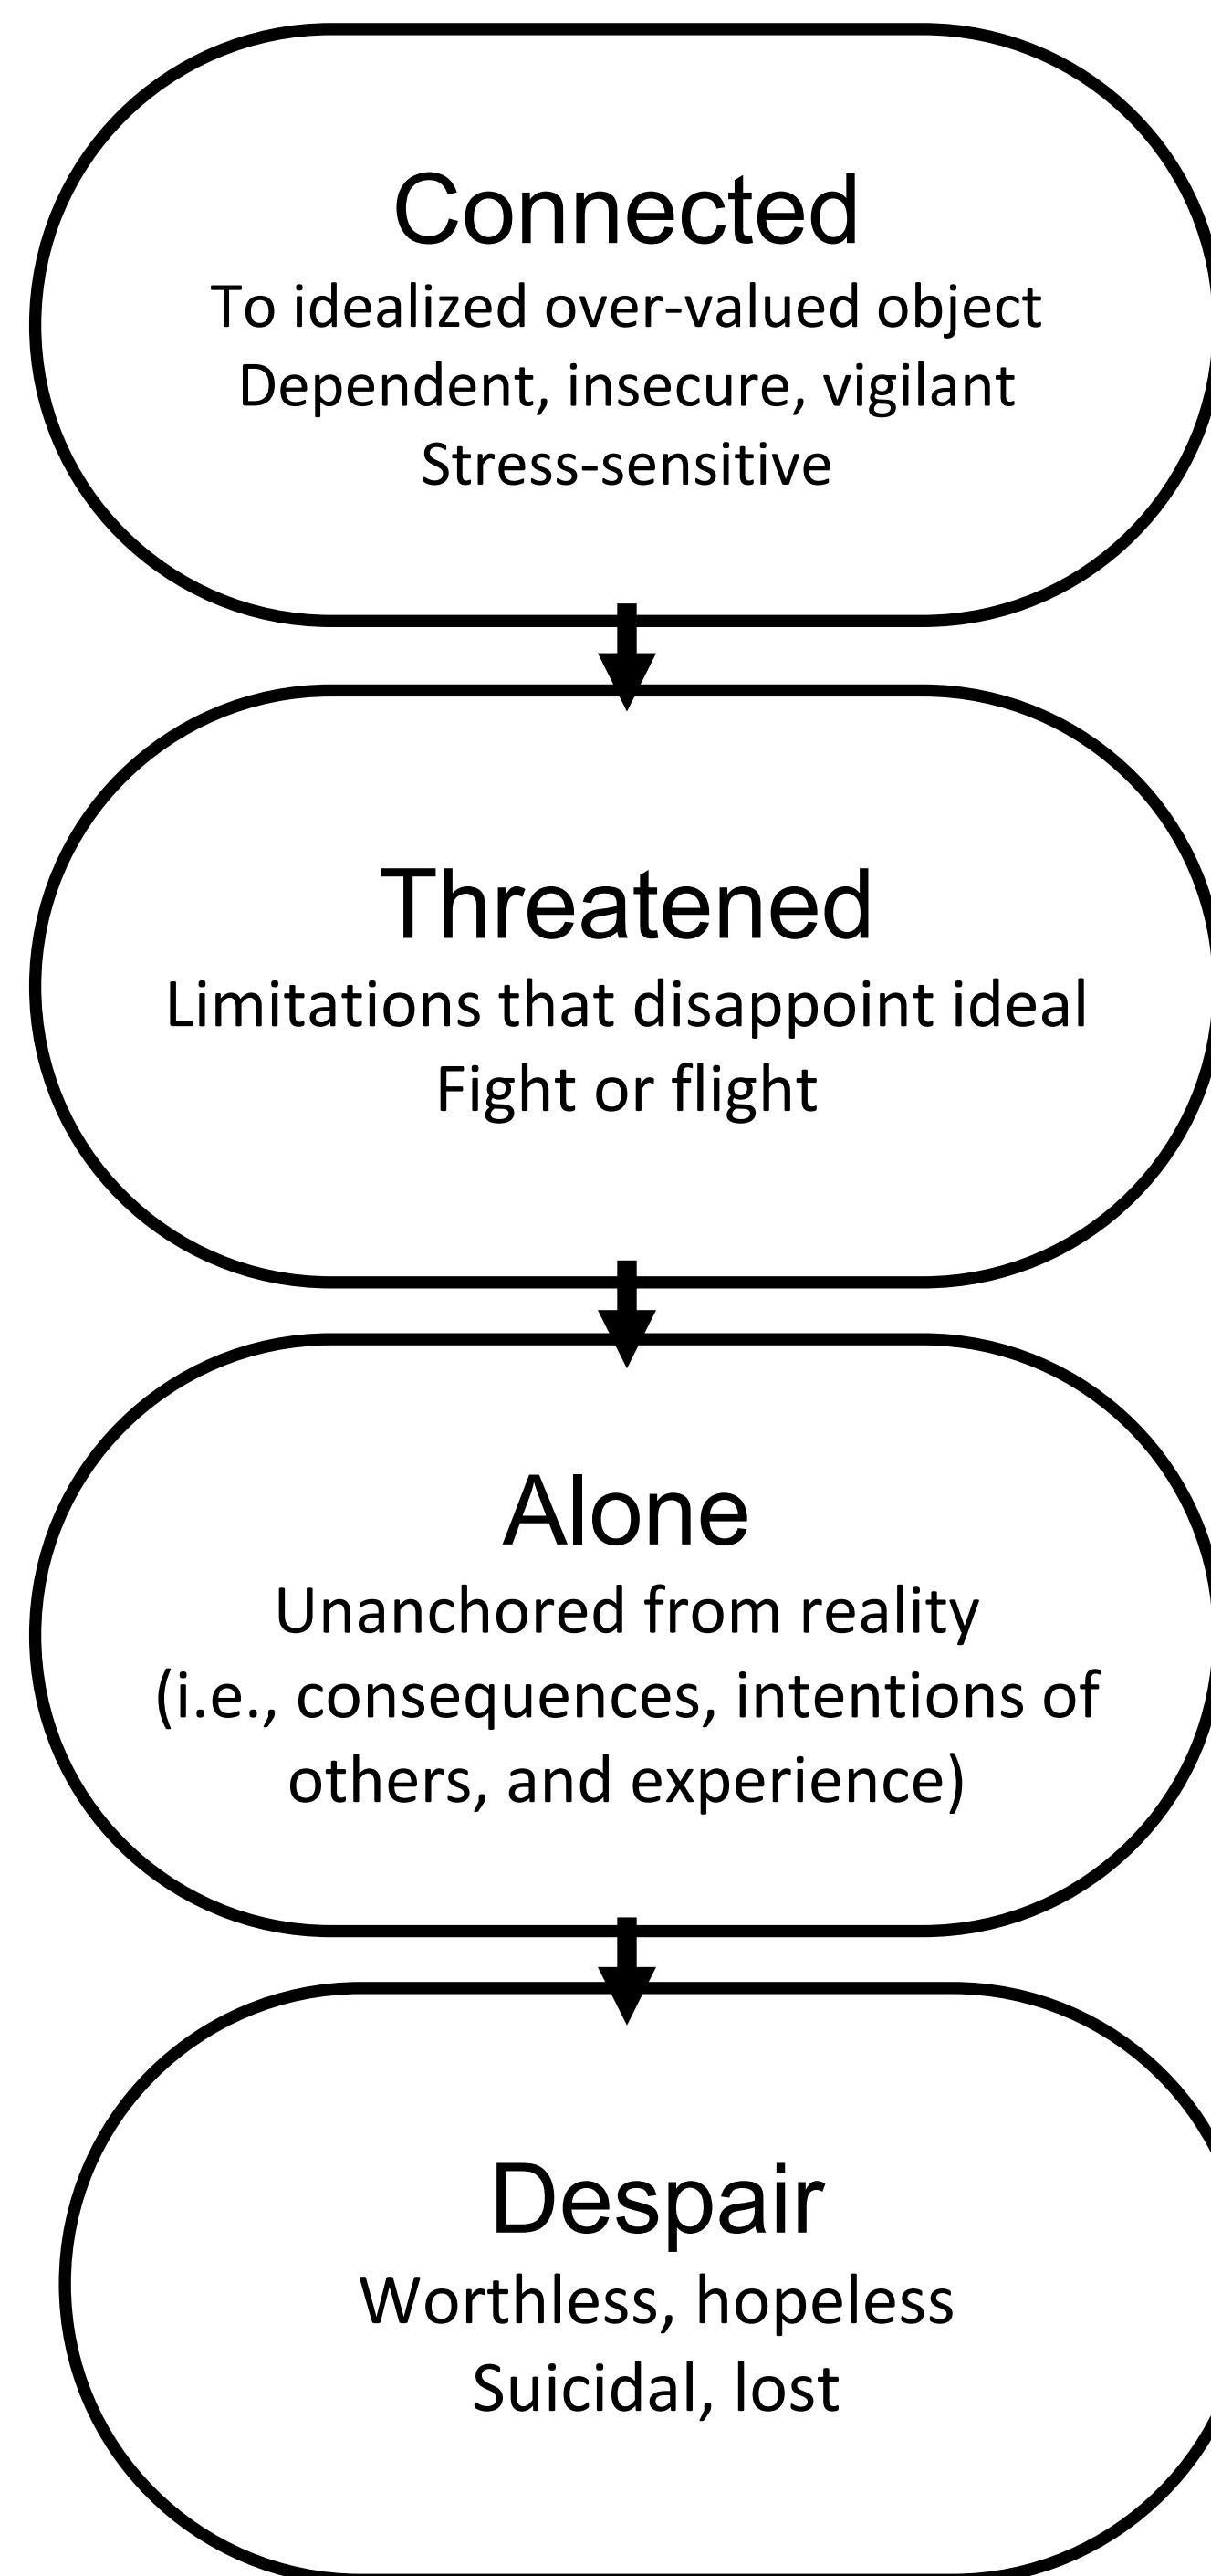 Connected
To idealized over-valued object
Dependent, insecure, vigilant
Stress-sensitive
Threatened
Limitations that disappoint ideal
Fight or flight
Alone
Unanchored from reality
(i.e., consequences, intentions of
others, and experience)
Despair
Worthless, hopeless
Suicidal, lost